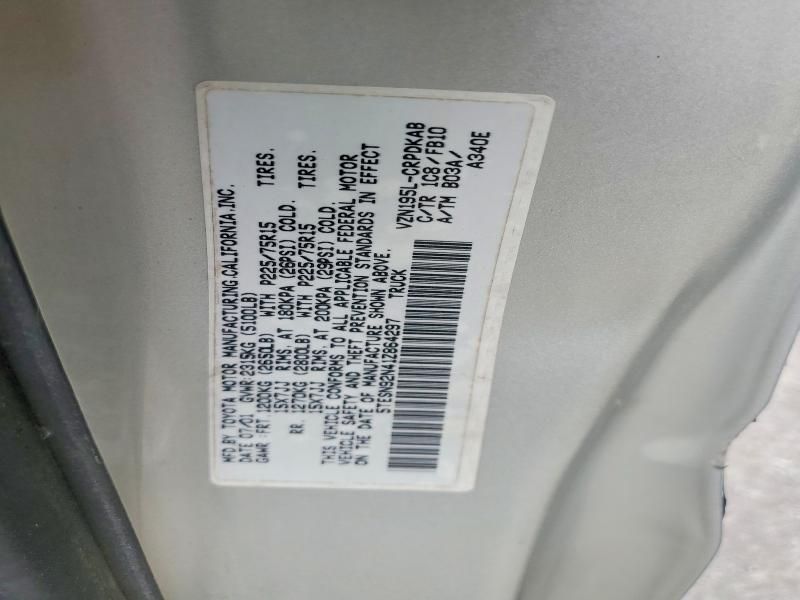 MFD.BY TOYOTA MOTOR MANUFACTURING,CALIFORNIA,INC.
DATE 07/01 GVWR 2315KG (5100LB)
GAWR: FRT.1200KG (2650LB) WITH P225/75R15 TIRES.
15X7JJ RIMS, AT 180KPA (26PSI) COLD.
RR. 1270KG (2800LB) WITH P225/75R15 TIRES.
15X7JJ RIMS, AT 200KPA (29PSI) COLD.
THIS VEHICLE CONFORMS TO ALL APPLICABLE FEDERAL MOTOR
VEHICLE SAFETY AND THEFT PREVENTION STANDARDS IN EFFECT
ON THE DATE OF MANUFACTURE SHOWN ABOVE.
5TESN92N41Z864297 TRUCK
VZN195L-CRPDKAB
C/TR 1C8/FB10
A/TM B03A/
A340E